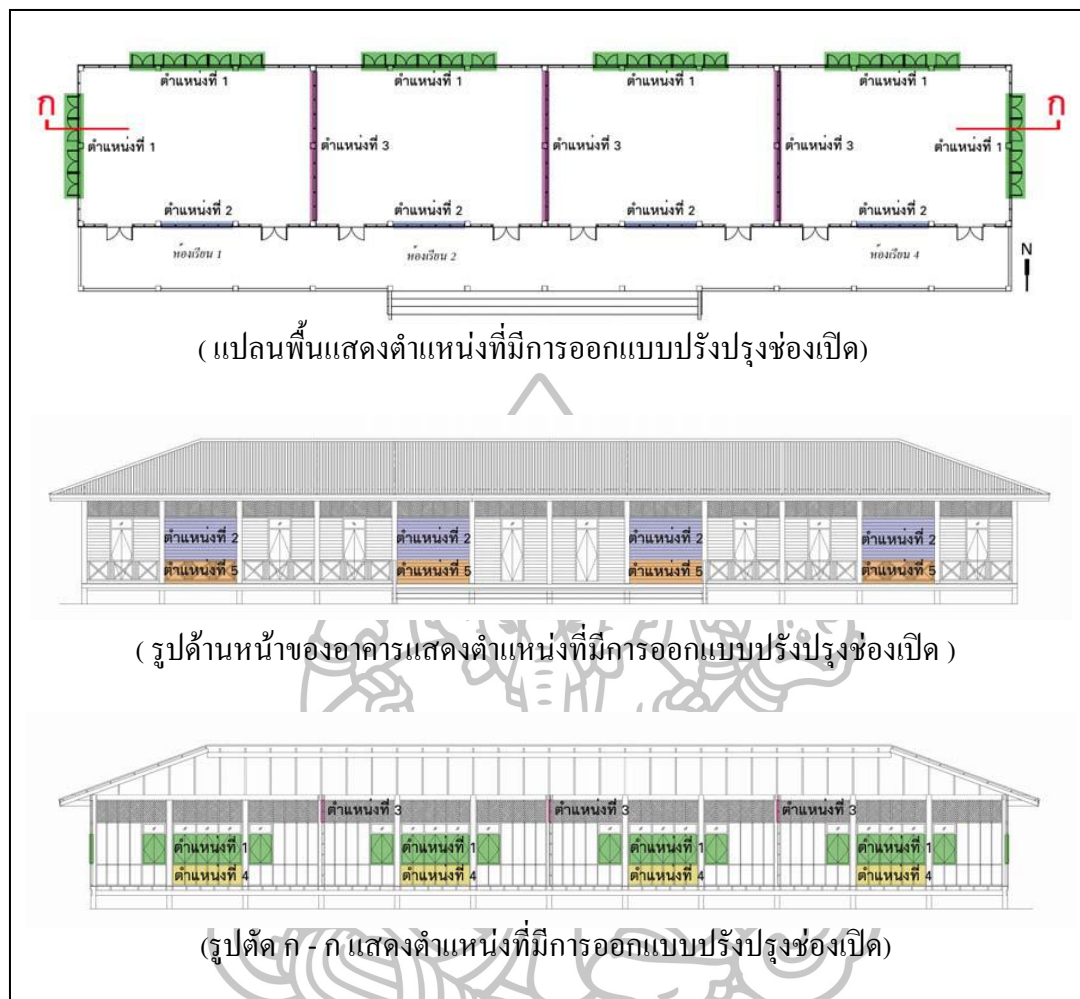 ตำแหน่งที่ 1 ตำแหน่งที่ 1 ตำแหน่งที่ 1 ตำแหน่งที่ 1
ก ก
ตำแหน่งที่ 1 ตำแหน่งที่ 3 ตำแหน่งที่ 3 ตำแหน่งที่ 3 ตำแหน่งที่ 1
ตำแหน่งที่ 2 ตำแหน่งที่ 2 ตำแหน่งที่ 2 ตำแหน่งที่ 2
ห้องเรียน 1 ห้องเรียน 2 ห้องเรียน 4 N
( แปลนพื้นแสดงตำแหน่งที่มีการออกแบบปรังปรุงช่องเปิด)
ตำแหน่งที่ 2 ตำแหน่งที่ 2 ตำแหน่งที่ 2 ตำแหน่งที่ 2
ตำแหน่งที่ 5 ตำแหน่งที่ 5 ตำแหน่งที่ 5 ตำแหน่งที่ 5
( รูปด้านหน้าของอาคารแสดงตำแหน่งที่มีการออกแบบปรังปรุงช่องเปิด )
ตำแหน่งที่ 3 ตำแหน่งที่ 3 ตำแหน่งที่ 3
ตำแหน่งที่ 1 ตำแหน่งที่ 1 ตำแหน่งที่ 1 ตำแหน่งที่ 1
ตำแหน่งที่ 4 ตำแหน่งที่ 4 ตำแหน่งที่ 4 ตำแหน่งที่ 4
(รูปตัด ก - ก แสดงตำแหน่งที่มีการออกแบบปรังปรุงช่องเปิด)